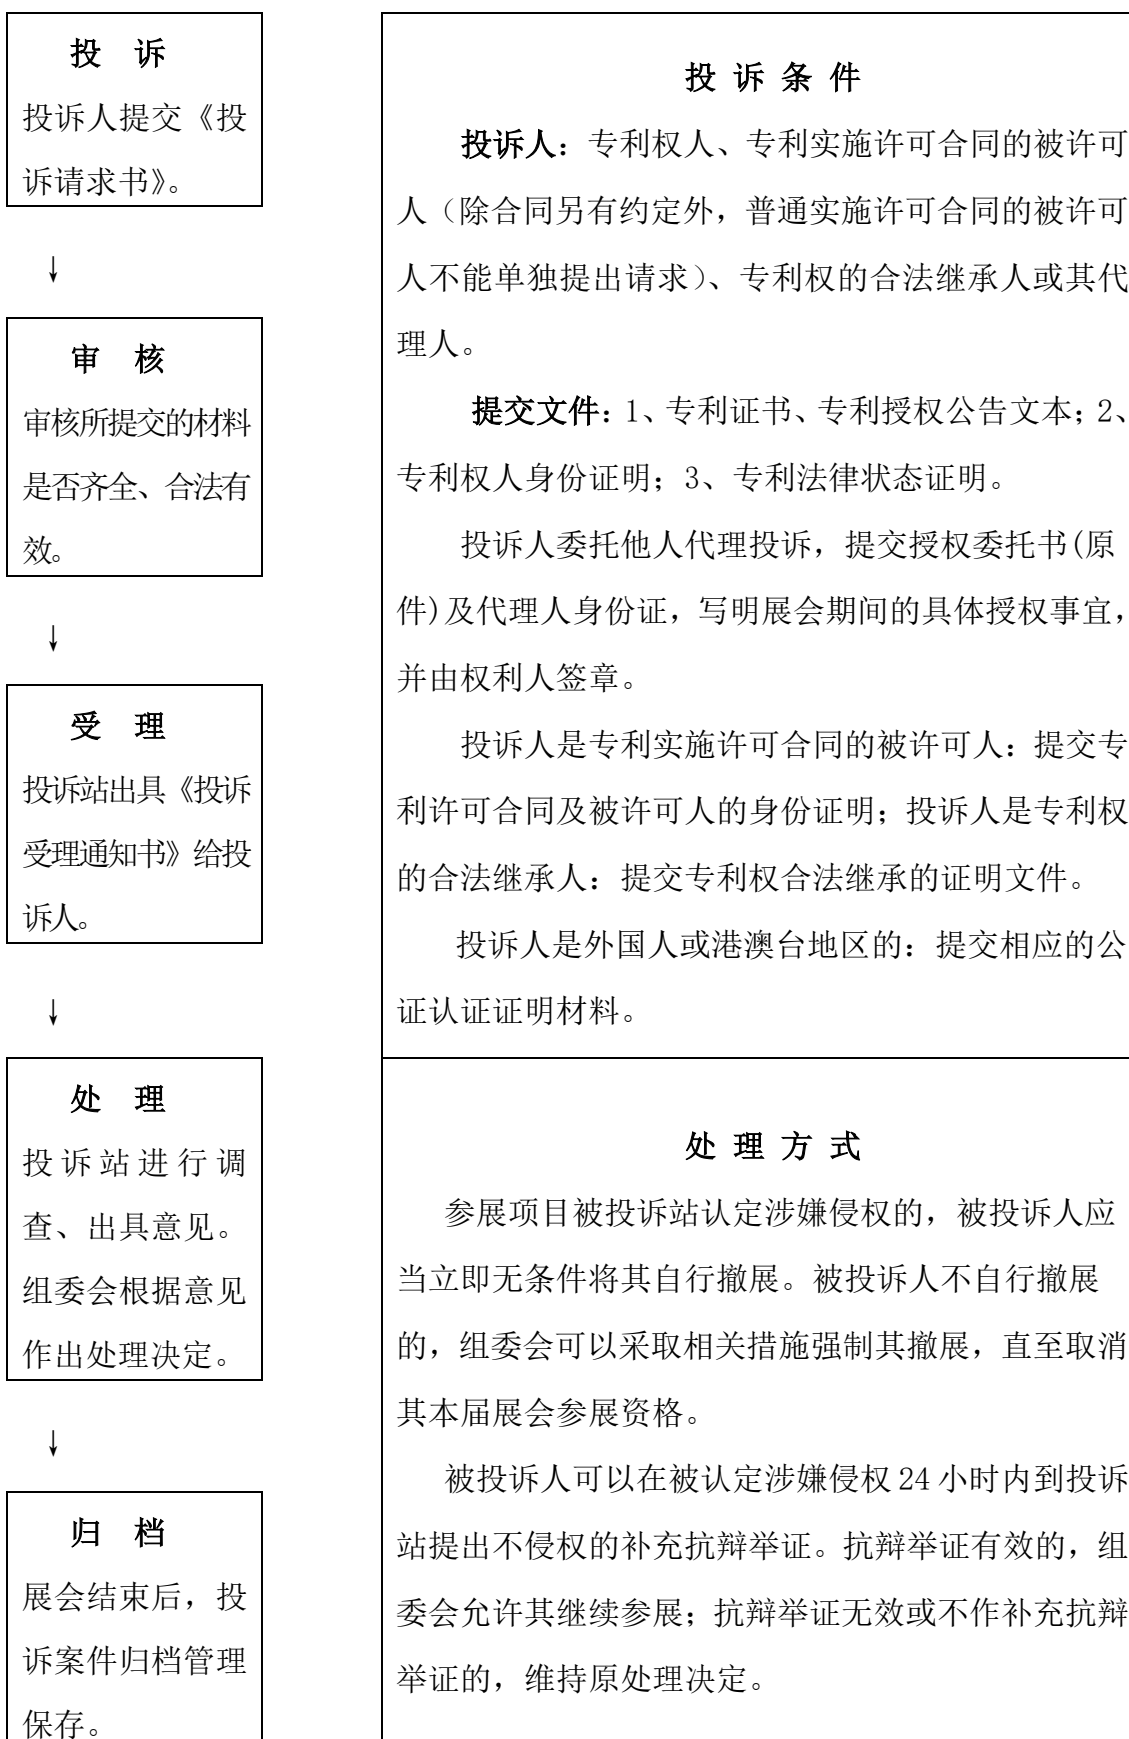 投 诉
投诉人提交《投
诉请求书》。
↓
审 核
审核所提交的材料
是否齐全、合法有
效。
↓
受 理
投诉站出具《投诉
受理通知书》给投
诉人。
↓
处 理
投诉站进行调
查、出具意见。
组委会根据意见
作出处理决定。
↓
归 档
展会结束后，投
诉案件归档管理
保存。
投 诉 条 件
投诉人：专利权人、专利实施许可合同的被许可
人（除合同另有约定外，普通实施许可合同的被许可
人不能单独提出请求）、专利权的合法继承人或其代
理人。
提交文件：1、专利证书、专利授权公告文本；2、
专利权人身份证明；3、专利法律状态证明。
投诉人委托他人代理投诉，提交授权委托书(原
件)及代理人身份证，写明展会期间的具体授权事宜，
并由权利人签章。
投诉人是专利实施许可合同的被许可人：提交专
利许可合同及被许可人的身份证明；投诉人是专利权
的合法继承人：提交专利权合法继承的证明文件。
投诉人是外国人或港澳台地区的：提交相应的公
证认证证明材料。
处 理 方 式
参展项目被投诉站认定涉嫌侵权的，被投诉人应
当立即无条件将其自行撤展。被投诉人不自行撤展
的，组委会可以采取相关措施强制其撤展，直至取消
其本届展会参展资格。
被投诉人可以在被认定涉嫌侵权 24 小时内到投诉
站提出不侵权的补充抗辩举证。抗辩举证有效的，组
委会允许其继续参展；抗辩举证无效或不作补充抗辩
举证的，维持原处理决定。